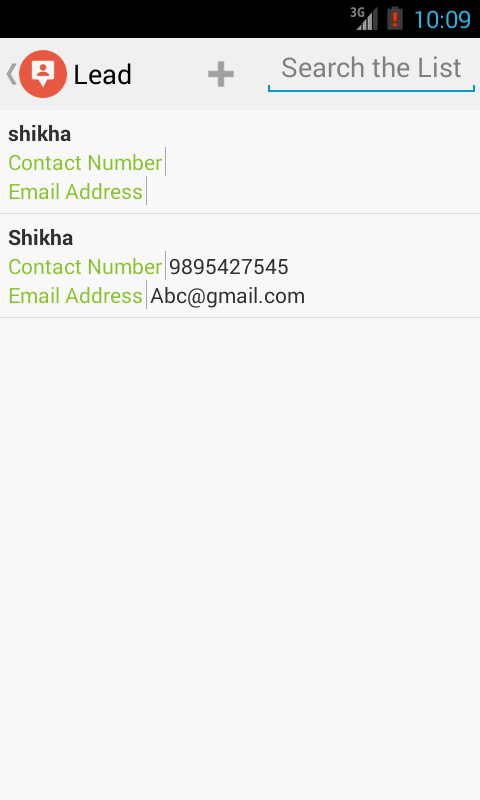 3G 10:09
Lead Search the List
shikha
Contact Number
Email Address
Shikha
Contact Number 9895427545
Email Address Abc@gmail.com